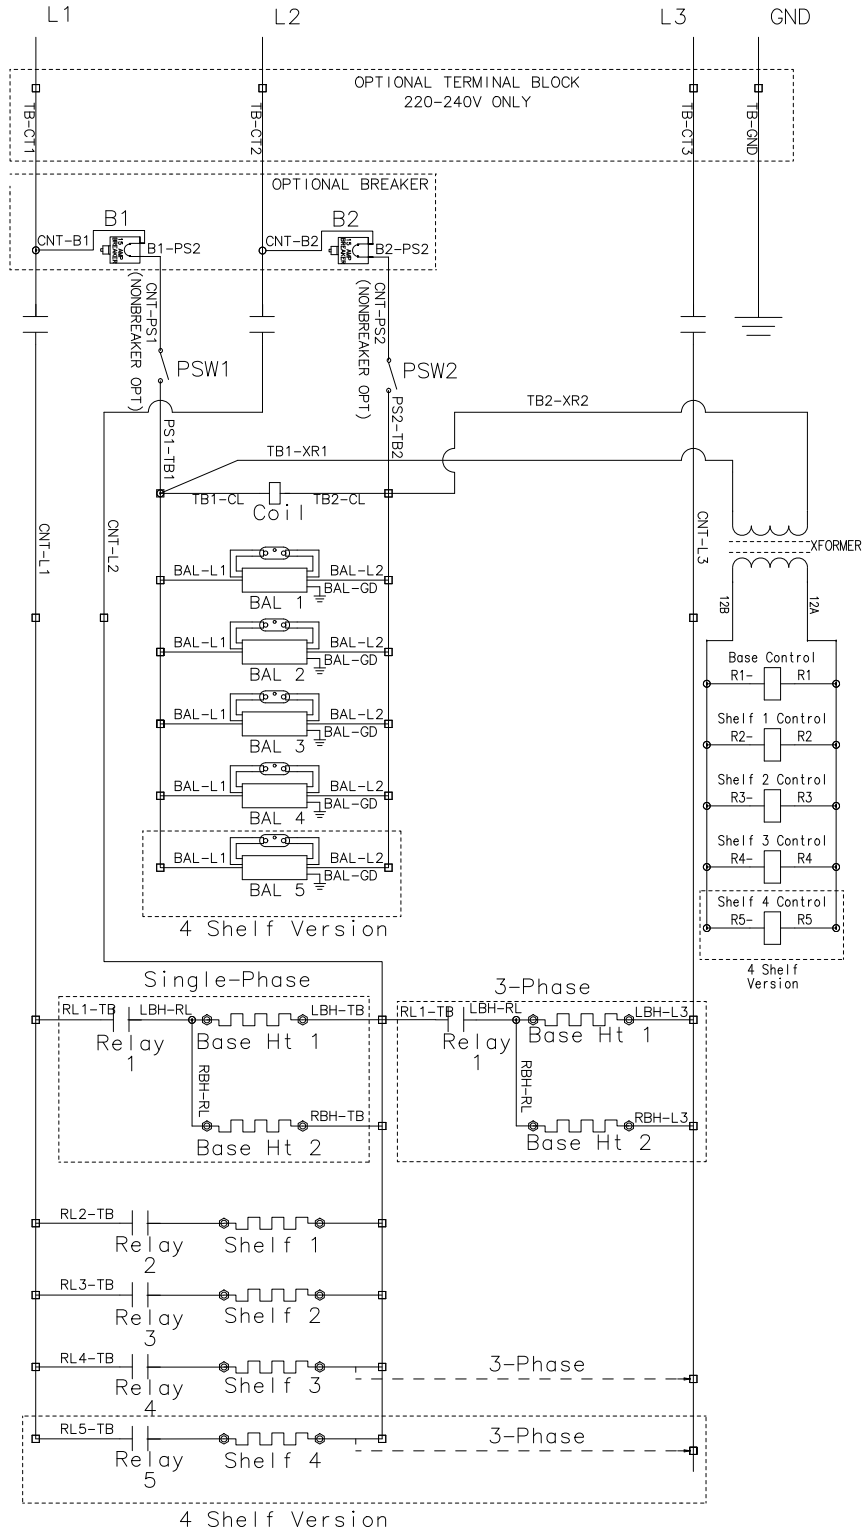 L1
L2
L3
GND
OPTIONAL TERMINAL BLOCK
220-240V ONLY
TB-CT1
TB-CT2
TB-CT3
TB-GND
OPTIONAL BREAKER
B1
B2
CNT-B1
15 AMP
BREAKER
B1-PS2
CNT-B2
15 AMP
BREAKER
B2-PS2
CNT-PS1
(NONBREAKER OPT)
CNT-PS2
(NONBREAKER OPT)
PSW1
PSW2
PS1-TB1
PS2-TB2
TB2-XR2
TB1-XR1
TB1-CL
TB2-CL
Coil
CNT-L1
CNT-L2
CNT-L3
XFORMER
12B
12A
BAL-L1
BAL-L2
BAL-GD
BAL 1
BAL-L1
BAL-L2
BAL-GD
BAL 2
BAL-L1
BAL-L2
BAL-GD
BAL 3
BAL-L1
BAL-L2
BAL-GD
BAL 4
BAL-L1
BAL-L2
BAL-GD
BAL 5
4 Shelf Version
Base Control
R1-
R1
Shelf 1 Control
R2-
R2
Shelf 2 Control
R3-
R3
Shelf 3 Control
R4-
R4
Shelf 4 Control
R5-
R5
4 Shelf
Version
Single-Phase
3-Phase
RL1-TB
LBH-RL
LBH-TB
Relay
1
Base Ht 1
RBH-RL
RBH-TB
Base Ht 2
RL1-TB
LBH-RL
LBH-L3
Relay
1
Base Ht 1
RBH-RL
RBH-L3
Base Ht 2
RL2-TB
Relay
2
Shelf 1
RL3-TB
Relay
3
Shelf 2
RL4-TB
Relay
4
Shelf 3
3-Phase
RL5-TB
Relay
5
Shelf 4
3-Phase
4 Shelf Version